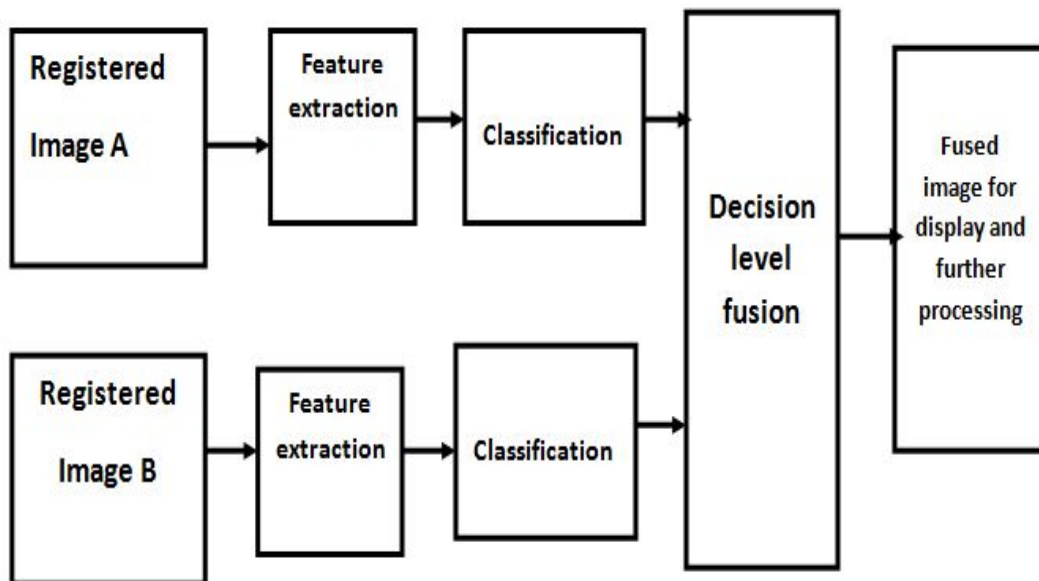 Registered
Image A
Feature
extraction
Classification
Decision
level
fusion
Fused
image for
display and
further
processing
Registered
Image B
Feature
extraction
Classification